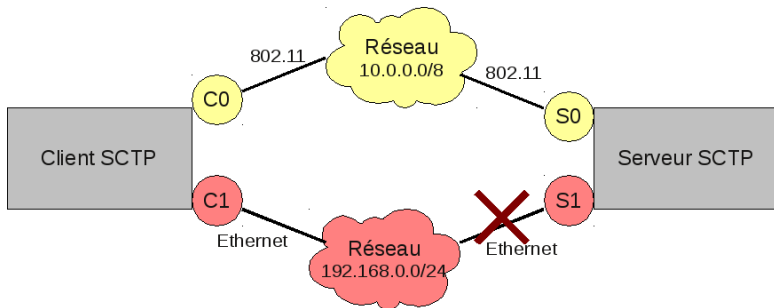 Réseau
10.0.0.0/8
802.11
802.11
C0
S0
Client SCTP
Serveur SCTP
C1
S1
Ethernet
Réseau
192.168.0.0/24
Ethernet